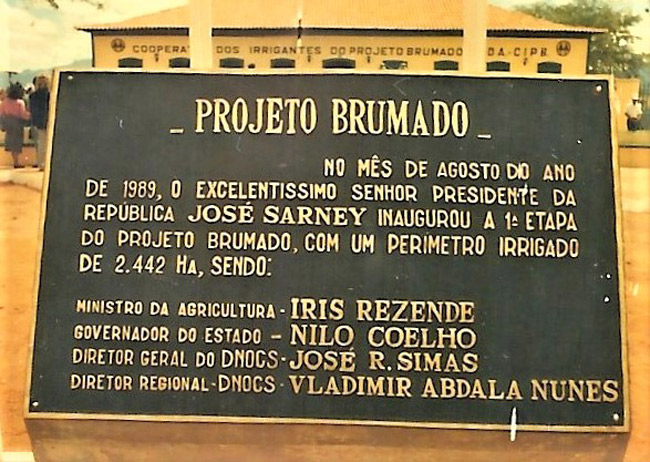 COOPERATIVA DOS IRRIGANTES DO PROJETO BRUMADO LTDA - CIPB
_ PROJETO BRUMADO _
NO MÊS DE AGOSTO DO ANO
DE 1989, O EXCELENTISSIMO SENHOR PRESIDENTE DA
REPÚBLICA JOSÉ SARNEY INAUGUROU A 1ª ETAPA
DO PROJETO BRUMADO, COM UM PERIMETRO IRRIGADO
DE 2.442 Ha, SENDO:
MINISTRO DA AGRICULTURA - IRIS REZENDE
GOVERNADOR DO ESTADO - NILO COELHO
DIRETOR GERAL DO DNOCS - JOSÉ R. SIMAS
DIRETOR REGIONAL - DNOCS - VLADIMIR ABDALA NUNES